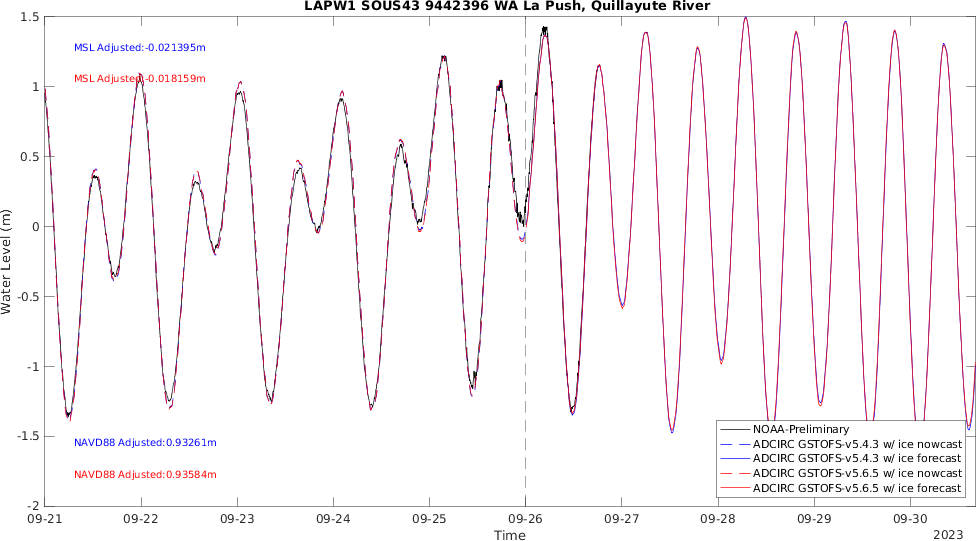 LAPW1 SOUS43 9442396 WA La Push, Quillayute River
1.5
MSL Adjusted:-0.021395m
MSL Adjusted:-0.018159m
1
0.5
0
-0.5
-1
-1.5
-2
Water Level (m)
NAVD88 Adjusted:0.93261m
NAVD88 Adjusted:0.93584m
NOAA-Preliminary
ADCIRC GSTOFS-v5.4.3 w/ ice nowcast
ADCIRC GSTOFS-v5.4.3 w/ ice forecast
ADCIRC GSTOFS-v5.6.5 w/ ice nowcast
ADCIRC GSTOFS-v5.6.5 w/ ice forecast
09-21 09-22 09-23 09-24 09-25 09-26 09-27 09-28 09-29 09-30
Time
2023